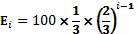 E_i = 100 × 1/3 × (2/3)^{i−1}